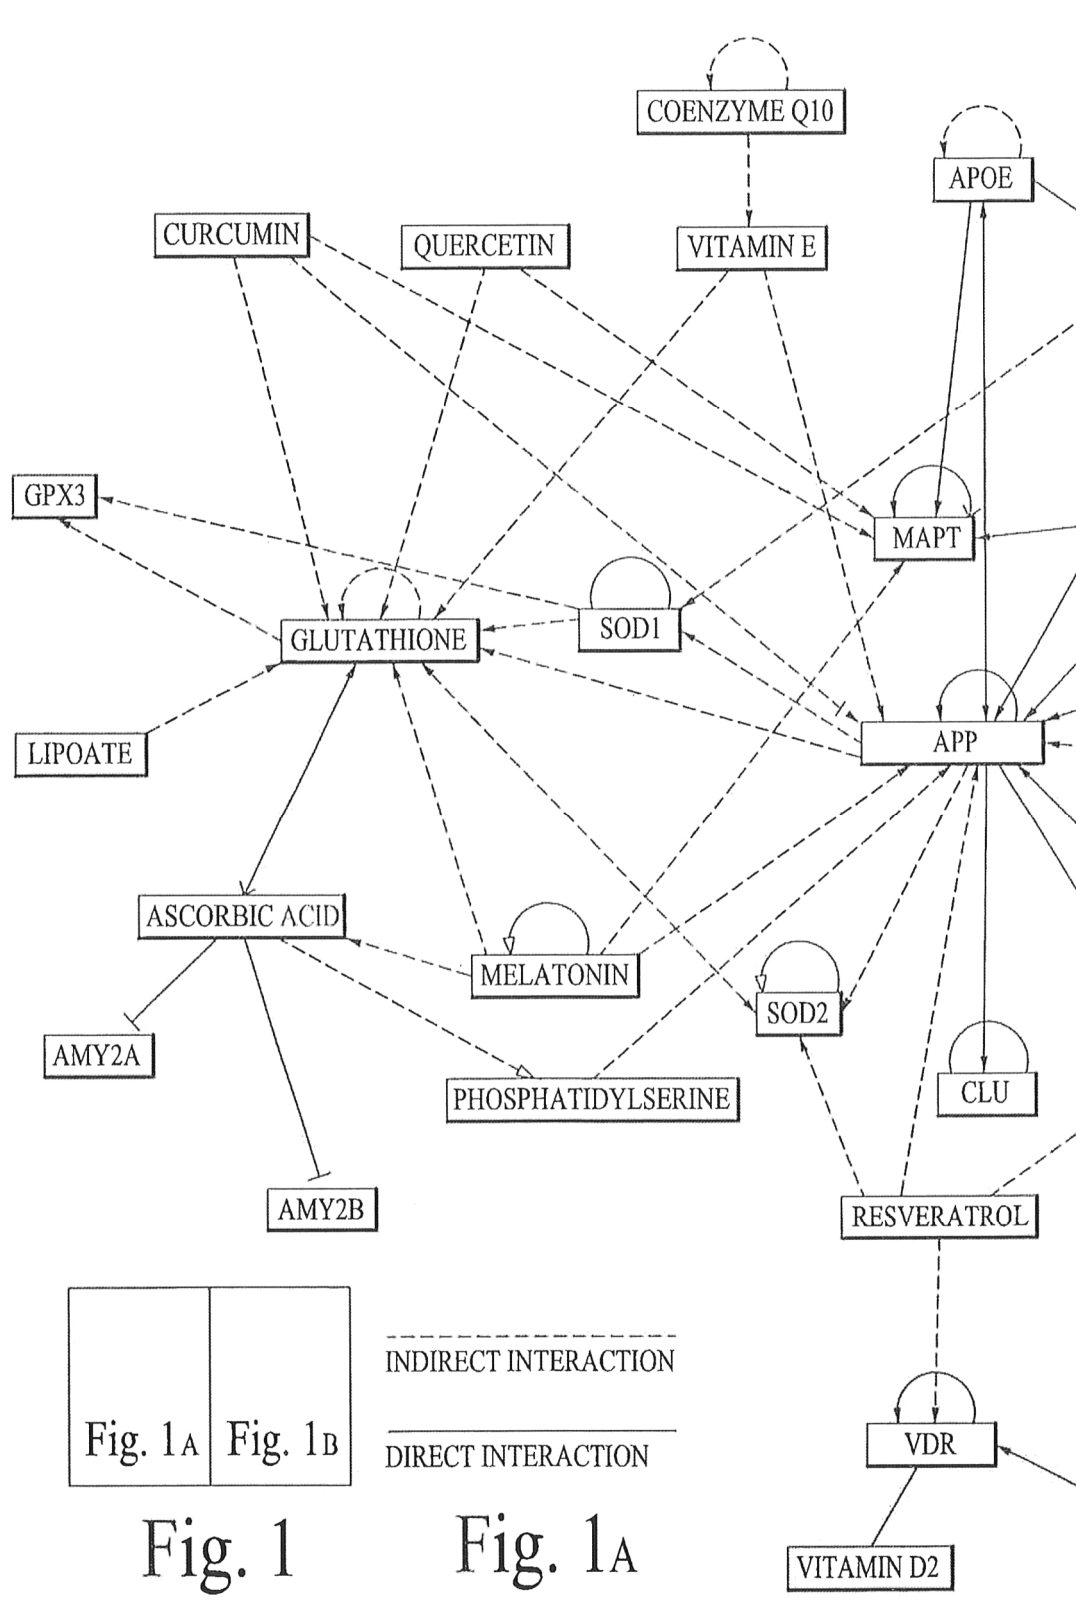 COENZYME Q10
APOE
CURCUMIN
QUERCETIN
VITAMIN E
GPX3
MAPT
GLUTATHIONE
SOD1
LIPOATE
APP
ASCORBIC ACID
MELATONIN
SOD2
AMY2A
PHOSPHATIDYLSERINE
CLU
AMY2B
RESVERATROL
INDIRECT INTERACTION
Fig. 1A
Fig. 1B
DIRECT INTERACTION
VDR
Fig. 1
Fig. 1A
VITAMIN D2